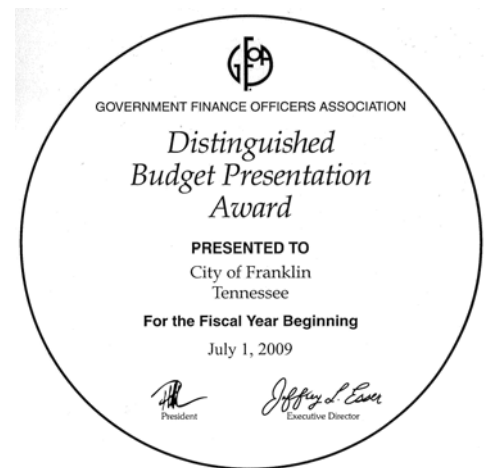 GFOA
GOVERNMENT FINANCE OFFICERS ASSOCIATION
Distinguished
Budget Presentation
Award
PRESENTED TO
City of Franklin
Tennessee
For the Fiscal Year Beginning
July 1, 2009
Jeffrey L. Esser
President
Executive Director